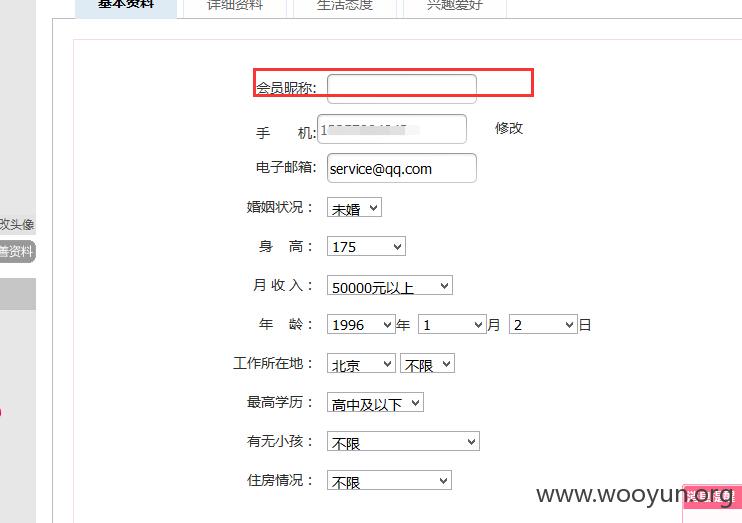 基本资料 详细资料 生活态度 兴趣爱好
会员昵称:
手 机: 修改
改头像
电子邮箱: service@qq.com
婚姻状况： 未婚
身 高： 175
善资料
月 收 入： 50000元以上
年 龄： 1996 年 1 月 2 日
工作所在地： 北京 不限
最高学历： 高中及以下
有无小孩： 不限
住房情况： 不限
www.wooyun.org